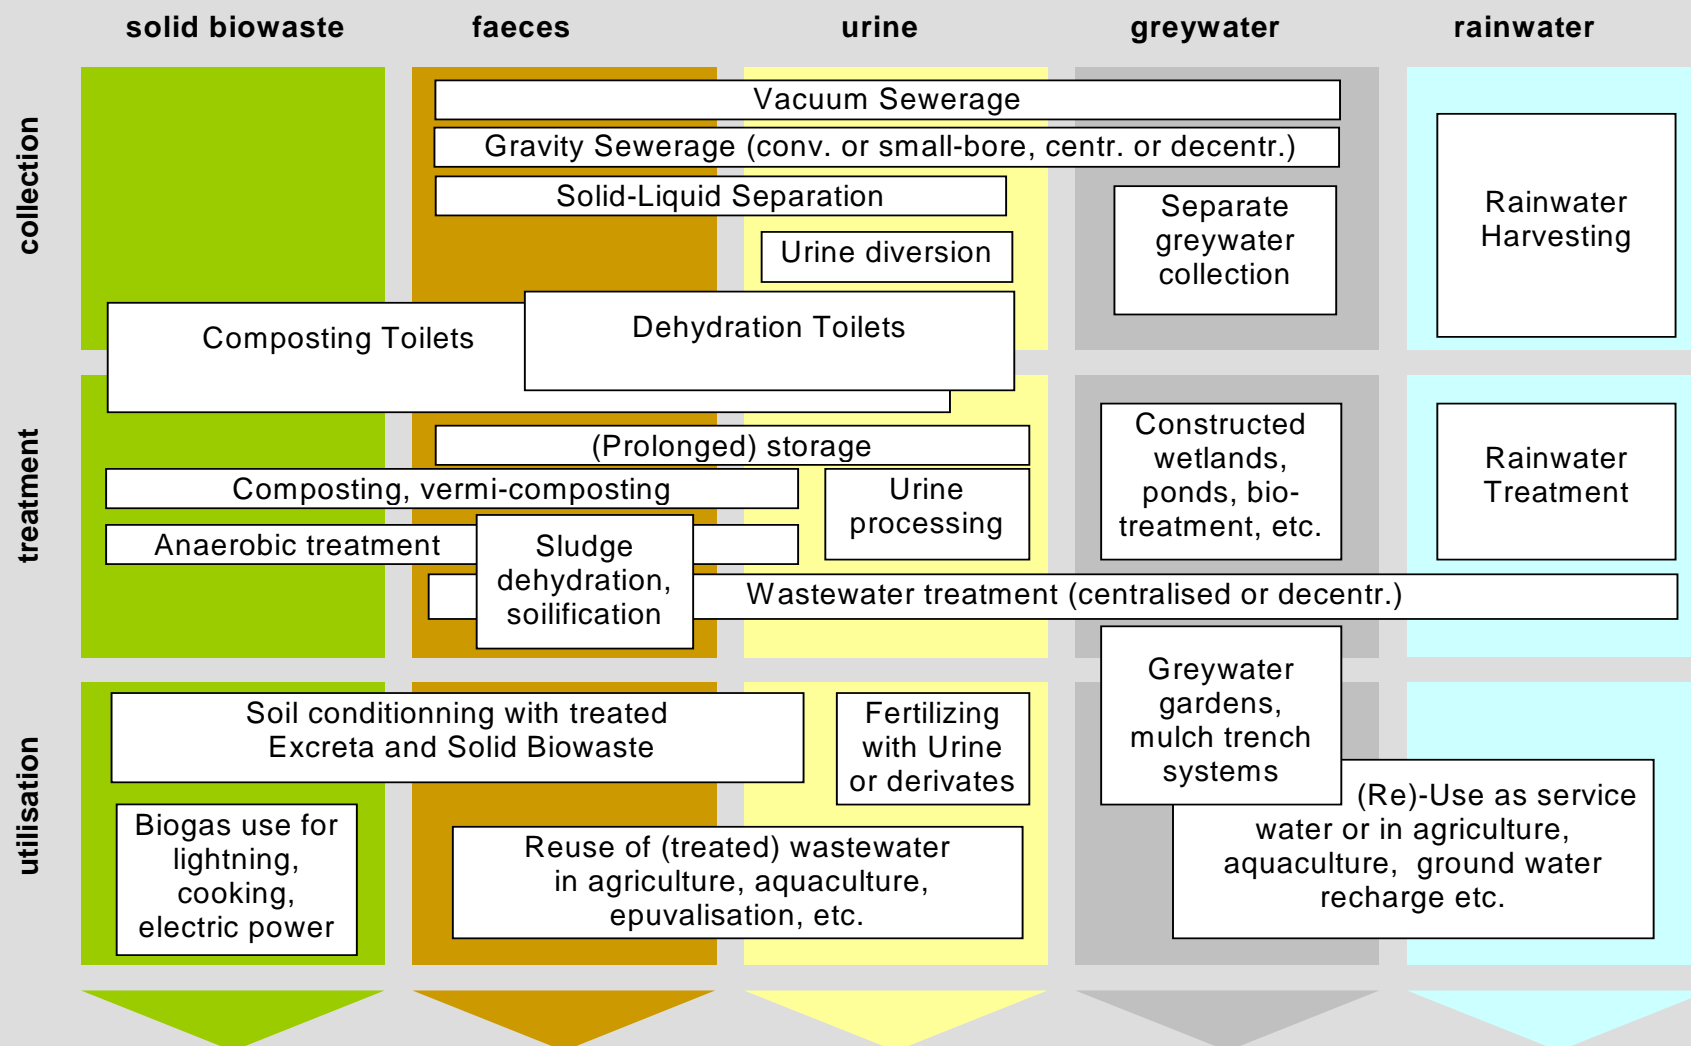 solid biowaste
faeces
urine
greywater
rainwater
collection
Vacuum Sewerage
Gravity Sewerage (conv. or small-bore, centr. or decentr.)
Solid-Liquid Separation
Urine diversion
Separate
greywater
collection
Rainwater
Harvesting
Composting Toilets
Dehydration Toilets
treatment
(Prolonged) storage
Composting, vermi-composting
Urine
processing
Anaerobic treatment
Sludge
dehydration,
soilification
Constructed
wetlands,
ponds, bio-
treatment, etc.
Rainwater
Treatment
Wastewater treatment (centralised or decentr.)
utilisation
Soil conditionning with treated
Excreta and Solid Biowaste
Fertilizing
with Urine
or derivates
Greywater
gardens,
mulch trench
systems
Biogas use for
lightning,
cooking,
electric power
Reuse of (treated) wastewater
in agriculture, aquaculture,
epuvalisation, etc.
(Re)-Use as service
water or in agriculture,
aquaculture, ground water
recharge etc.